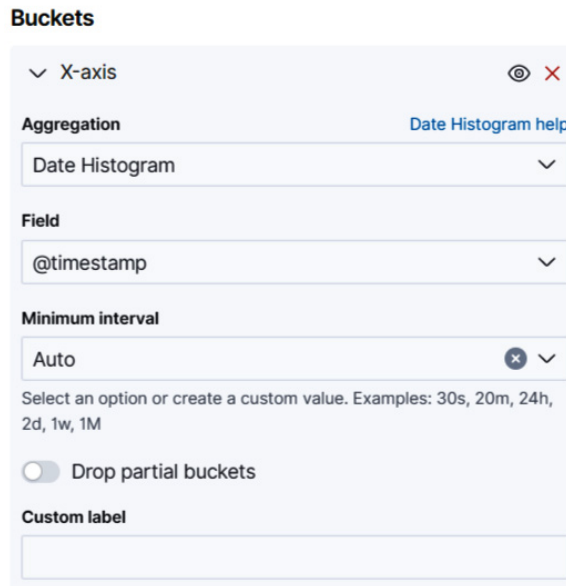 Buckets
X-axis
Aggregation Date Histogram help
Date Histogram
Field
@timestamp
Minimum interval
Auto
Select an option or create a custom value. Examples: 30s, 20m, 24h,
2d, 1w, 1M
Drop partial buckets
Custom label